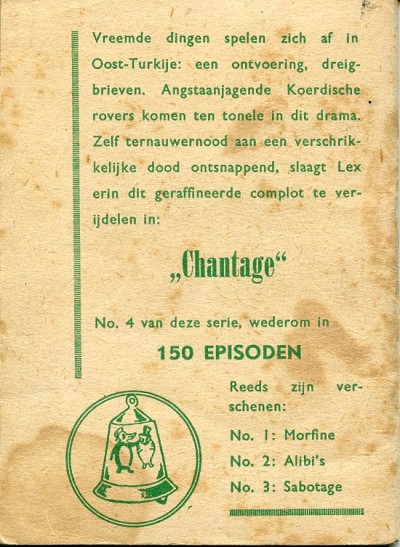 Vreemde dingen spelen zich af in
Oost-Turkije: een ontvoering, dreig-
brieven. Angstaanjagende Koerdische
rovers komen ten tonele in dit drama.
Zelf ternauwernood aan een verschrik-
kelijke dood ontsnappend, slaagt Lex
erin dit geraffineerde complot te ver-
ijdelen in:
„Chantage“
No. 4 van deze serie, wederom in
150 EPISODEN
Reeds zijn ver-
schenen:
No. 1: Morfine
No. 2: Alibi's
No. 3: Sabotage